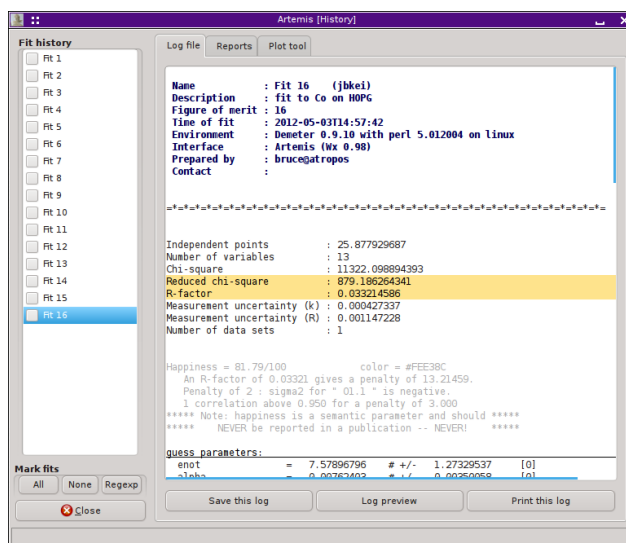 Artemis [History]
Fit history
Fit 1
Fit 2
Fit 3
Fit 4
Fit 5
Fit 6
Fit 7
Fit 8
Fit 9
Fit 10
Fit 11
Fit 12
Fit 13
Fit 14
Fit 15
Fit 16
Mark fits
All None Regexp
Close
Log file Reports Plot tool
Name : Fit 16 (jbkei)
Description : fit to Co on HOPG
Figure of merit : 16
Time of fit : 2012-05-03T14:57:42
Environment : Demeter 0.9.10 with perl 5.012004 on linux
Interface : Artemis (Wx 0.98)
Prepared by : bruce@atropos
Contact :
=*=*=*=*=*=*=*=*=*=*=*=*=*=*=*=*=*=*=*=*=*=*=*=*=*=*=*=*=*=*=*=
Independent points : 25.877929687
Number of variables : 13
Chi-square : 11322.098894393
Reduced chi-square : 879.186264341
R-factor : 0.033214586
Measurement uncertainty (k) : 0.000427337
Measurement uncertainty (R) : 0.001147228
Number of data sets : 1
Happiness = 81.79/100 color = #FEE38C
An R-factor of 0.03321 gives a penalty of 13.21459.
Penalty of 2 : sigma2 for " O1.1 " is negative.
1 correlation above 0.950 for a penalty of 3.000
***** Note: happiness is a semantic parameter and should *****
***** NEVER be reported in a publication -- NEVER! *****
guess parameters:
enot = 7.57896796 # +/- 1.27329537 [0]
alpha = 0.00762403 # +/- 0.00350058 [0]
Save this log Log preview Print this log